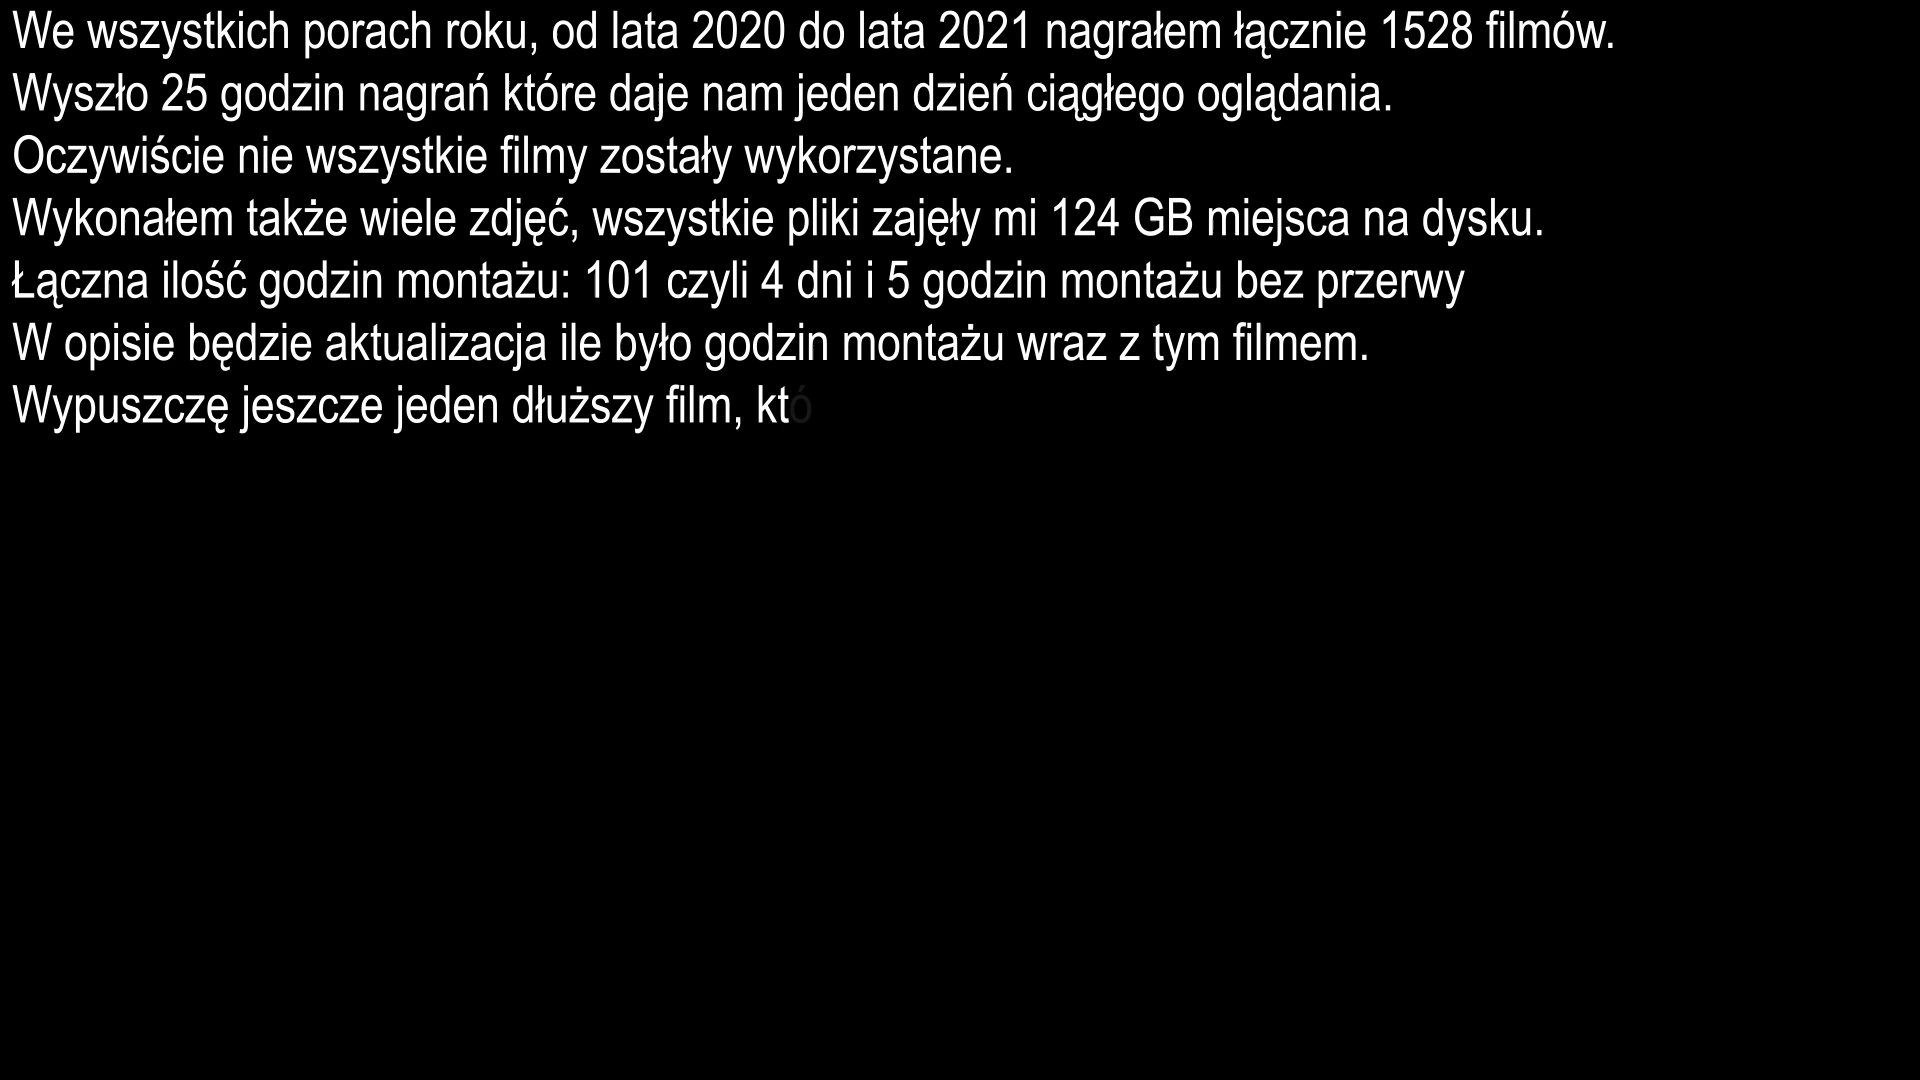 We wszystkich porach roku, od lata 2020 do lata 2021 nagrałem łącznie 1528 filmów.
Wyszło 25 godzin nagrań które daje nam jeden dzień ciągłego oglądania.
Oczywiście nie wszystkie filmy zostały wykorzystane.
Wykonałem także wiele zdjęć, wszystkie pliki zajęły mi 124 GB miejsca na dysku.
Łączna ilość godzin montażu: 101 czyli 4 dni i 5 godzin montażu bez przerwy
W opisie będzie aktualizacja ile było godzin montażu wraz z tym filmem.
Wypuszczę jeszcze jeden dłuższy film, któ